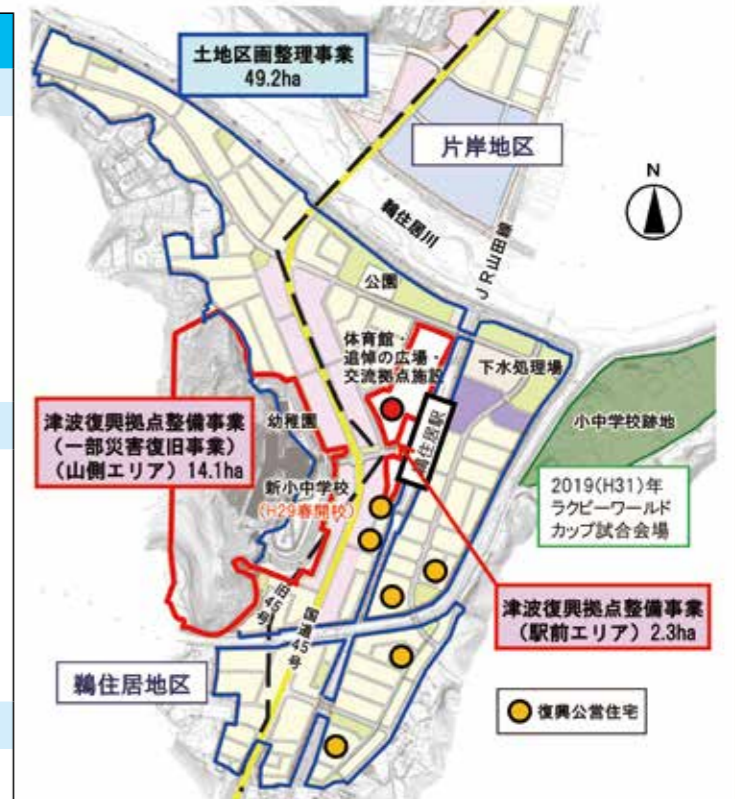 土地区画整理事業
49.2ha
片岸地区
N
鵜住居川
JR山田線
公園
体育館・
追悼の広場・
交流拠点施設
下水処理場
鵜住居駅
小中学校跡地
津波復興拠点整備事業
（一部災害復旧事業）
（山側エリア）14.1ha
幼稚園
新小中学校
（H29春開校）
2019(H31)年
ラクビーワールド
カップ試合会場
津波復興拠点整備事業
（駅前エリア）2.3ha
旧45号
国道45号
鵜住居地区
復興公営住宅